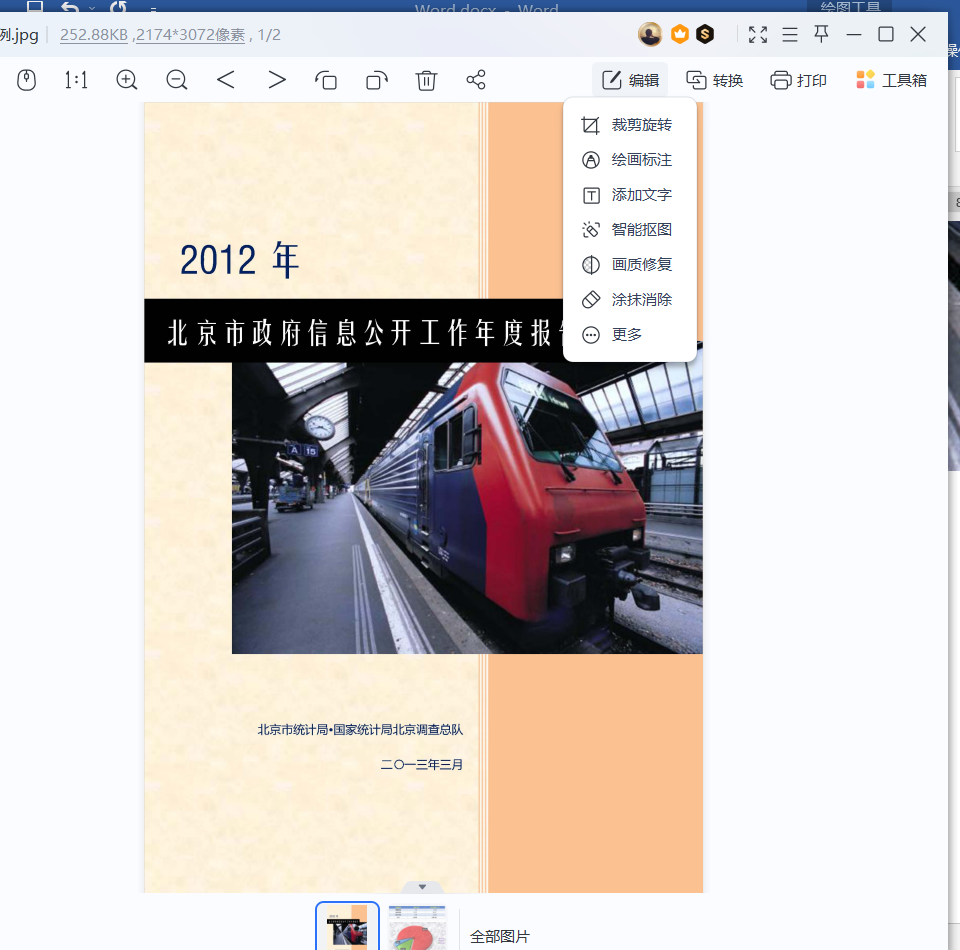 Word.docx - Word
绘图工具
例.jpg 252.88KB ,2174*3072像素 , 1/2
1:1 编辑 转换 打印 工具箱
裁剪旋转
绘画标注
添加文字
智能抠图
画质修复
涂抹消除
更多
2012 年
北京市政府信息公开工作年度报
A 15
北京市统计局•国家统计局北京调查总队
二〇一三年三月
全部图片